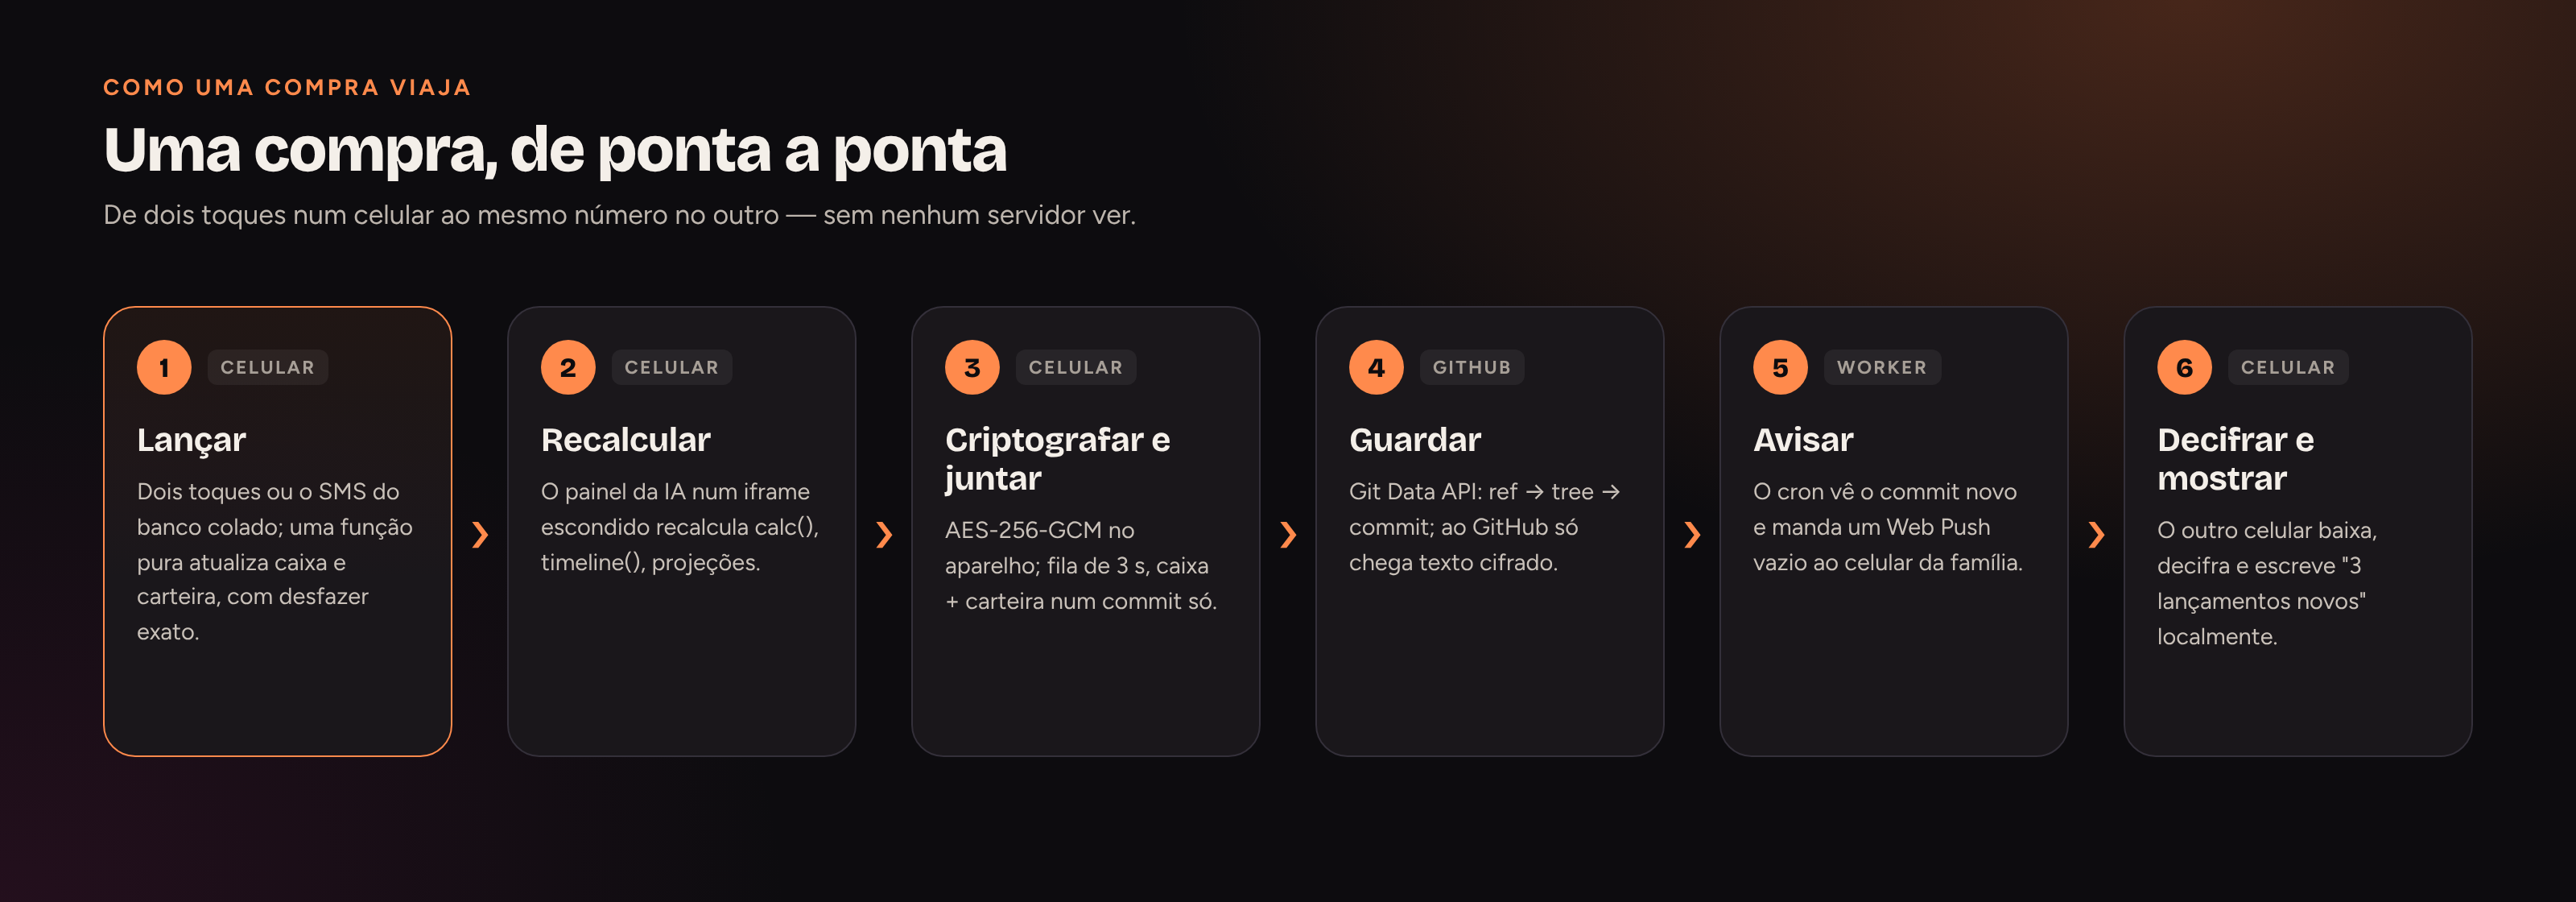 COMO UMA COMPRA VIAJA
Uma compra, de ponta a ponta
De dois toques num celular ao mesmo número no outro — sem nenhum servidor ver.
1 CELULAR
Lançar
Dois toques ou o SMS do
banco colado; uma função
pura atualiza caixa e
carteira, com desfazer
exato.
❯
2 CELULAR
Recalcular
O painel da IA num iframe
escondido recalcula calc(),
timeline(), projeções.
❯
3 CELULAR
Criptografar e
juntar
AES-256-GCM no
aparelho; fila de 3 s, caixa
+ carteira num commit só.
❯
4 GITHUB
Guardar
Git Data API: ref → tree →
commit; ao GitHub só
chega texto cifrado.
❯
5 WORKER
Avisar
O cron vê o commit novo
e manda um Web Push
vazio ao celular da família.
❯
6 CELULAR
Decifrar e
mostrar
O outro celular baixa,
decifra e escreve "3
lançamentos novos"
localmente.